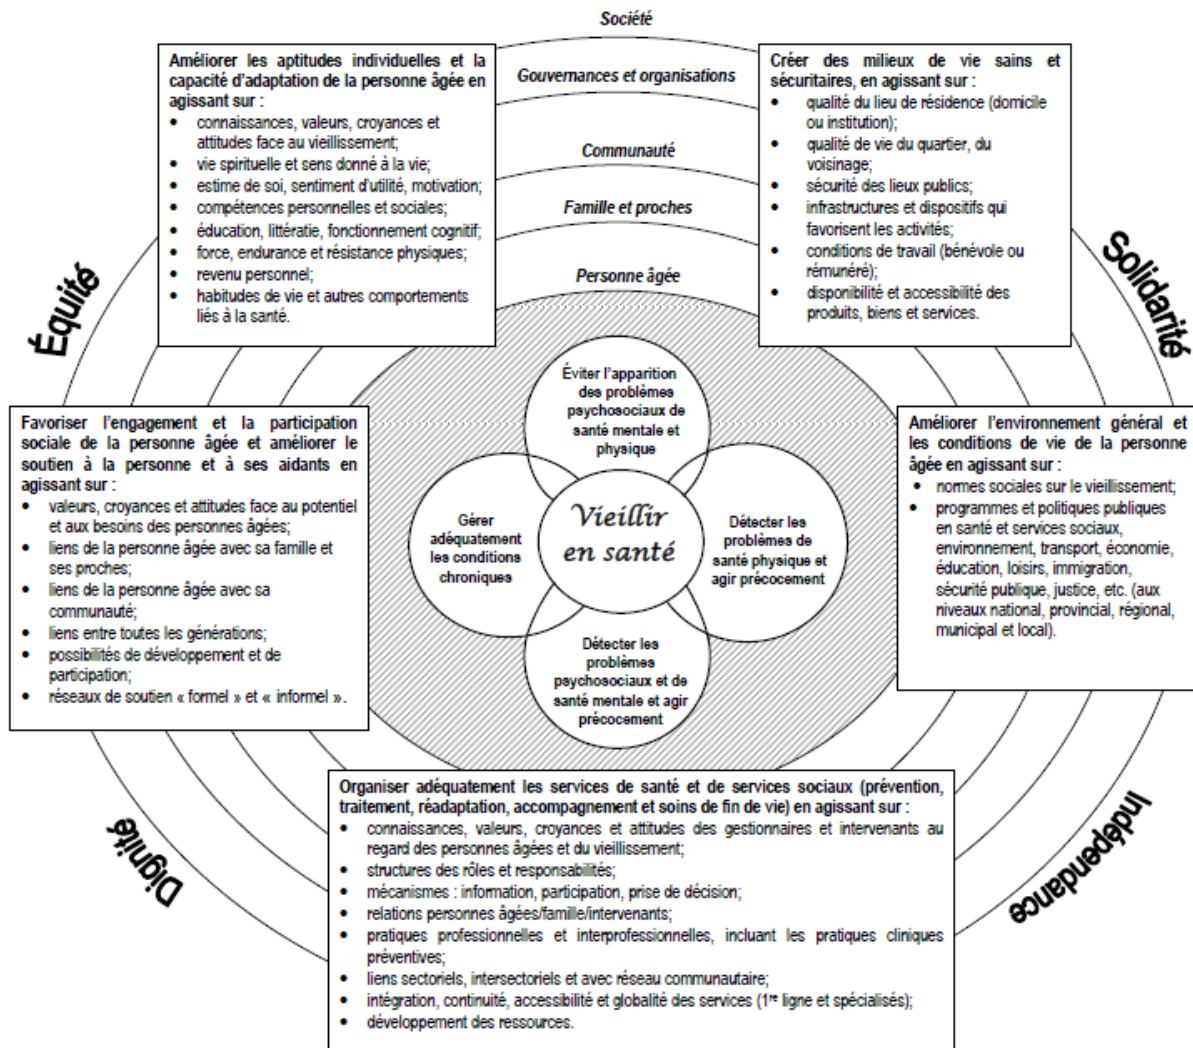 Société
Gouvernances et organisations
Communauté
Famille et proches
Personne âgée
Améliorer les aptitudes individuelles et la
capacité d'adaptation de la personne âgée en
agissant sur :
• connaissances, valeurs, croyances et
attitudes face au vieillissement;
• vie spirituelle et sens donné à la vie;
• estime de soi, sentiment d'utilité, motivation;
• compétences personnelles et sociales;
• éducation, littératie, fonctionnement cognitif;
• force, endurance et résistance physiques;
• revenu personnel;
• habitudes de vie et autres comportements
liés à la santé.
Créer des milieux de vie sains et
sécuritaires, en agissant sur :
• qualité du lieu de résidence (domicile
ou institution);
• qualité de vie du quartier, du
voisinage;
• sécurité des lieux publics;
• infrastructures et dispositifs qui
favorisent les activités;
• conditions de travail (bénévole ou
rémunéré);
• disponibilité et accessibilité des
produits, biens et services.
Équité
Solidarité
Favoriser l'engagement et la participation
sociale de la personne âgée et améliorer le
soutien à la personne et à ses aidants en
agissant sur :
• valeurs, croyances et attitudes face au potentiel
et aux besoins des personnes âgées;
• liens de la personne âgée avec sa famille et
ses proches;
• liens de la personne âgée avec sa
communauté;
• liens entre toutes les générations;
• possibilités de développement et de
participation;
• réseaux de soutien « formel » et « informel ».
Éviter l'apparition
des problèmes
psychosociaux de
santé mentale et
physique
Gérer
adéquatement
les conditions
chroniques
Vieillir
en santé
Détecter les
problèmes de
santé physique et
agir précocement
Détecter les
problèmes
psychosociaux et de
santé mentale et agir
précocement
Améliorer l'environnement général et
les conditions de vie de la personne
âgée en agissant sur :
• normes sociales sur le vieillissement;
• programmes et politiques publiques
en santé et services sociaux,
environnement, transport, économie,
éducation, loisirs, immigration,
sécurité publique, justice, etc. (aux
niveaux national, provincial, régional,
municipal et local).
Dignité
Indépendance
Organiser adéquatement les services de santé et de services sociaux (prévention,
traitement, réadaptation, accompagnement et soins de fin de vie) en agissant sur :
• connaissances, valeurs, croyances et attitudes des gestionnaires et intervenants au
regard des personnes âgées et du vieillissement;
• structures des rôles et responsabilités;
• mécanismes : information, participation, prise de décision;
• relations personnes âgées/famille/intervenants;
• pratiques professionnelles et interprofessionnelles, incluant les pratiques cliniques
préventives;
• liens sectoriels, intersectoriels et avec réseau communautaire;
• intégration, continuité, accessibilité et globalité des services (1re ligne et spécialisés);
• développement des ressources.